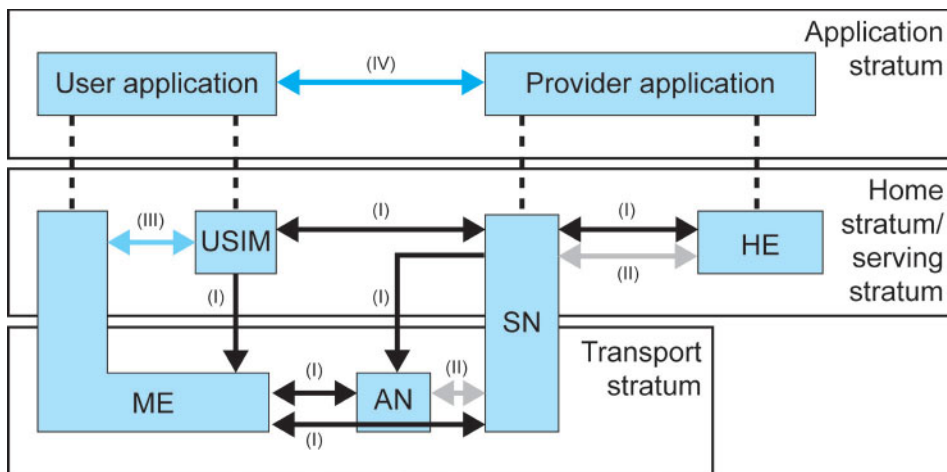 Application
stratum
(IV)
User application
Provider application
Home
stratum/
serving
stratum
(III)
USIM
(I)
(I)
HE
(II)
(I)
(I)
SN
Transport
stratum
(I)
(II)
ME
AN
(I)